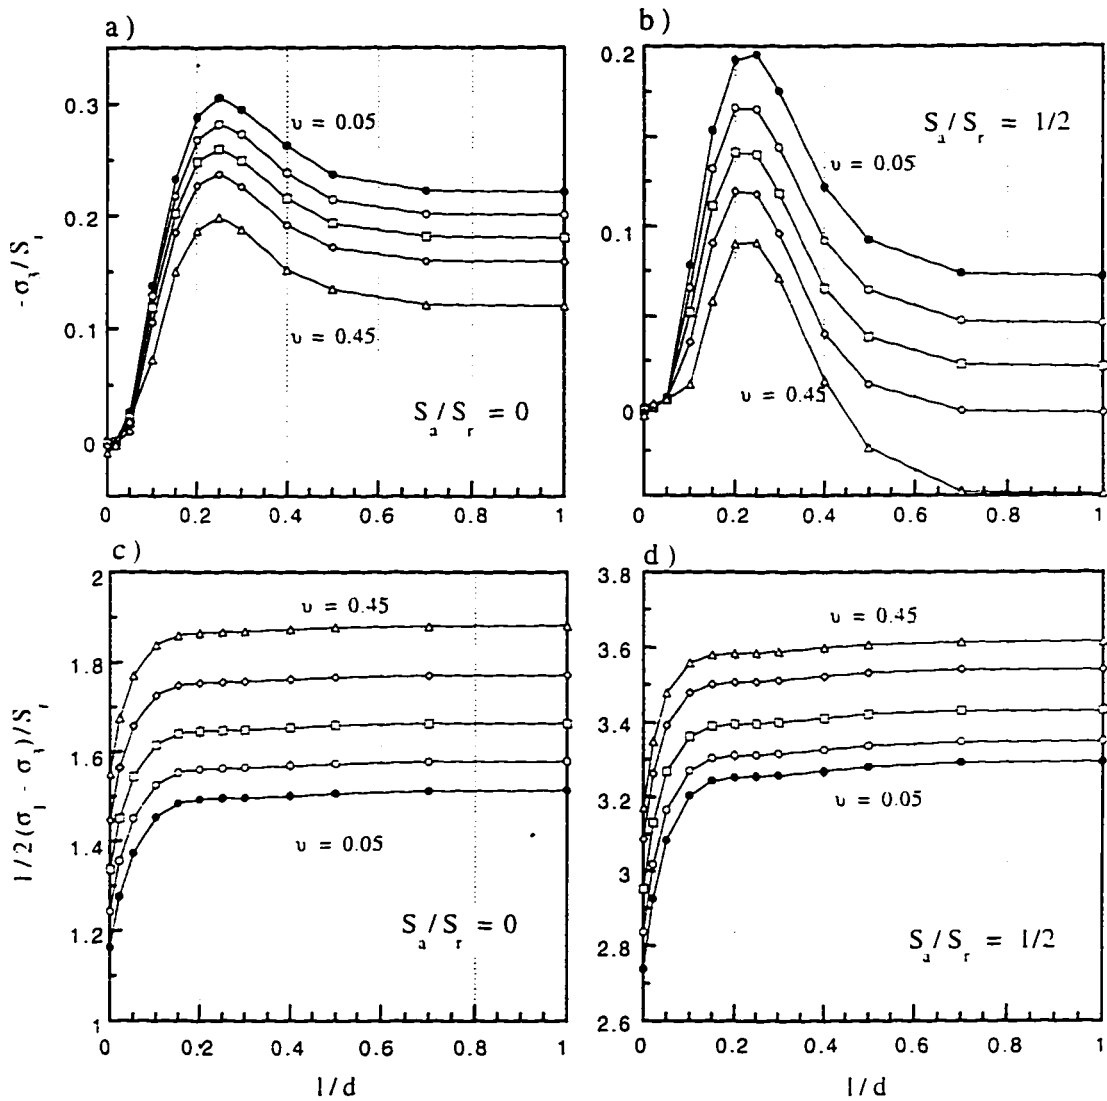 a)
0.3
0.2
0.1
0
- σ₃/S_r
υ = 0.05
υ = 0.45
S_a/S_r = 0
0 0.2 0.4 0.6 0.8 1
b)
0.2
0.1
0
S_a/S_r = 1/2
υ = 0.05
υ = 0.45
0 0.2 0.4 0.6 0.8 1
c)
2
1.8
1.6
1.4
1.2
1
1/2(σ₁ - σ₃)/S_r
υ = 0.45
υ = 0.05
S_a/S_r = 0
0 0.2 0.4 0.6 0.8 1
l/d
d)
3.8
3.6
3.4
3.2
3
2.8
2.6
υ = 0.45
υ = 0.05
S_a/S_r = 1/2
0 0.2 0.4 0.6 0.8 1
l/d